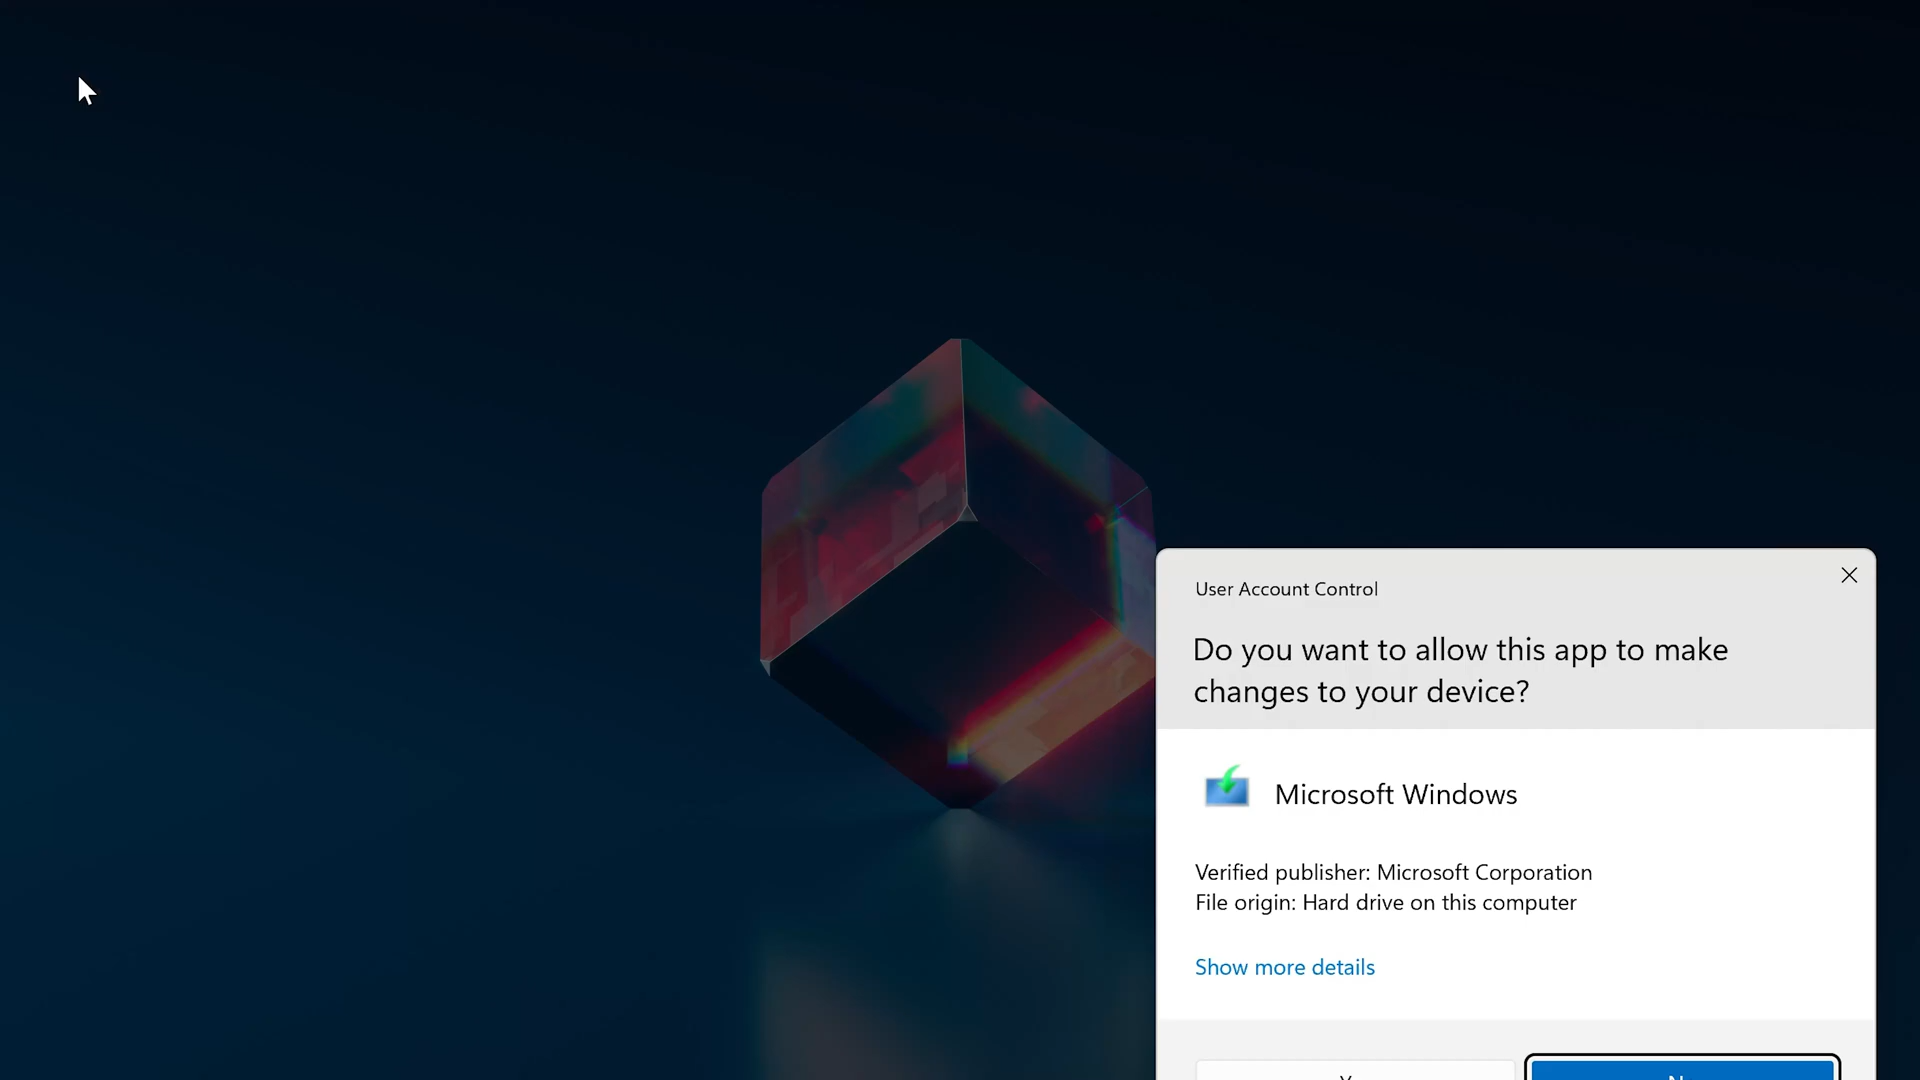 User Account Control
Do you want to allow this app to make
changes to your device?
Microsoft Windows
Verified publisher: Microsoft Corporation
File origin: Hard drive on this computer
Show more details